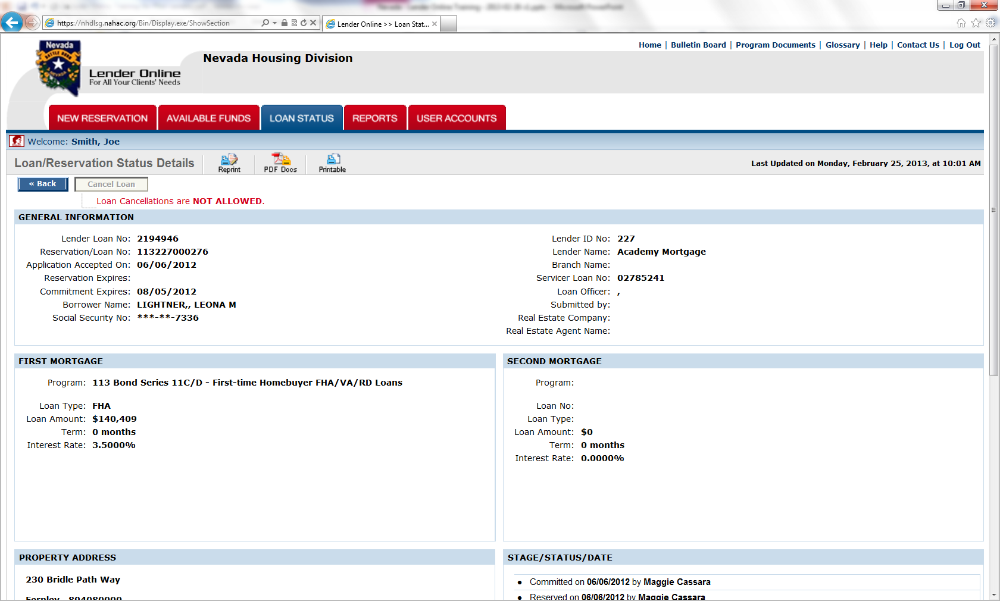 https://nhdlsg.nahac.org/Bin/Display.exe/ShowSection
Lender Online >> Loan Stat...
Home | Bulletin Board | Program Documents | Glossary | Help | Contact Us | Log Out
Nevada
Nevada Housing Division
Lender Online
For All Your Clients' Needs
NEW RESERVATION AVAILABLE FUNDS LOAN STATUS REPORTS USER ACCOUNTS
Welcome: Smith, Joe
Loan/Reservation Status Details Reprint PDF Docs Printable Last Updated on Monday, February 25, 2013, at 10:01 AM
« Back Cancel Loan
Loan Cancellations are NOT ALLOWED.
GENERAL INFORMATION
Lender Loan No: 2194946
Reservation/Loan No: 113227000276
Application Accepted On: 06/06/2012
Reservation Expires:
Commitment Expires: 08/05/2012
Borrower Name: LIGHTNER,, LEONA M
Social Security No: ***-**-7336
Lender ID No: 227
Lender Name: Academy Mortgage
Branch Name:
Servicer Loan No: 02785241
Loan Officer: ,
Submitted by:
Real Estate Company:
Real Estate Agent Name:
FIRST MORTGAGE
Program: 113 Bond Series 11C/D - First-time Homebuyer FHA/VA/RD Loans
Loan Type: FHA
Loan Amount: $140,409
Term: 0 months
Interest Rate: 3.5000%
SECOND MORTGAGE
Program:
Loan No:
Loan Type:
Loan Amount: $0
Term: 0 months
Interest Rate: 0.0000%
PROPERTY ADDRESS
230 Bridle Path Way
Fernley, 894080000
STAGE/STATUS/DATE
• Committed on 06/06/2012 by Maggie Cassara
• Reserved on 06/06/2012 by Maggie Cassara